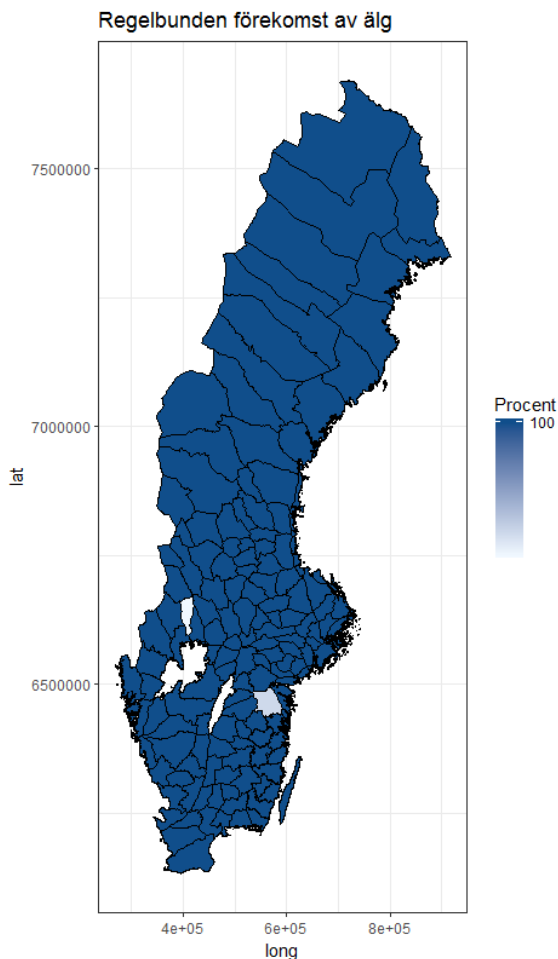 Regelbunden förekomst av älg
7500000
7000000
6500000
lat
4e+05 6e+05 8e+05
long
Procent
100